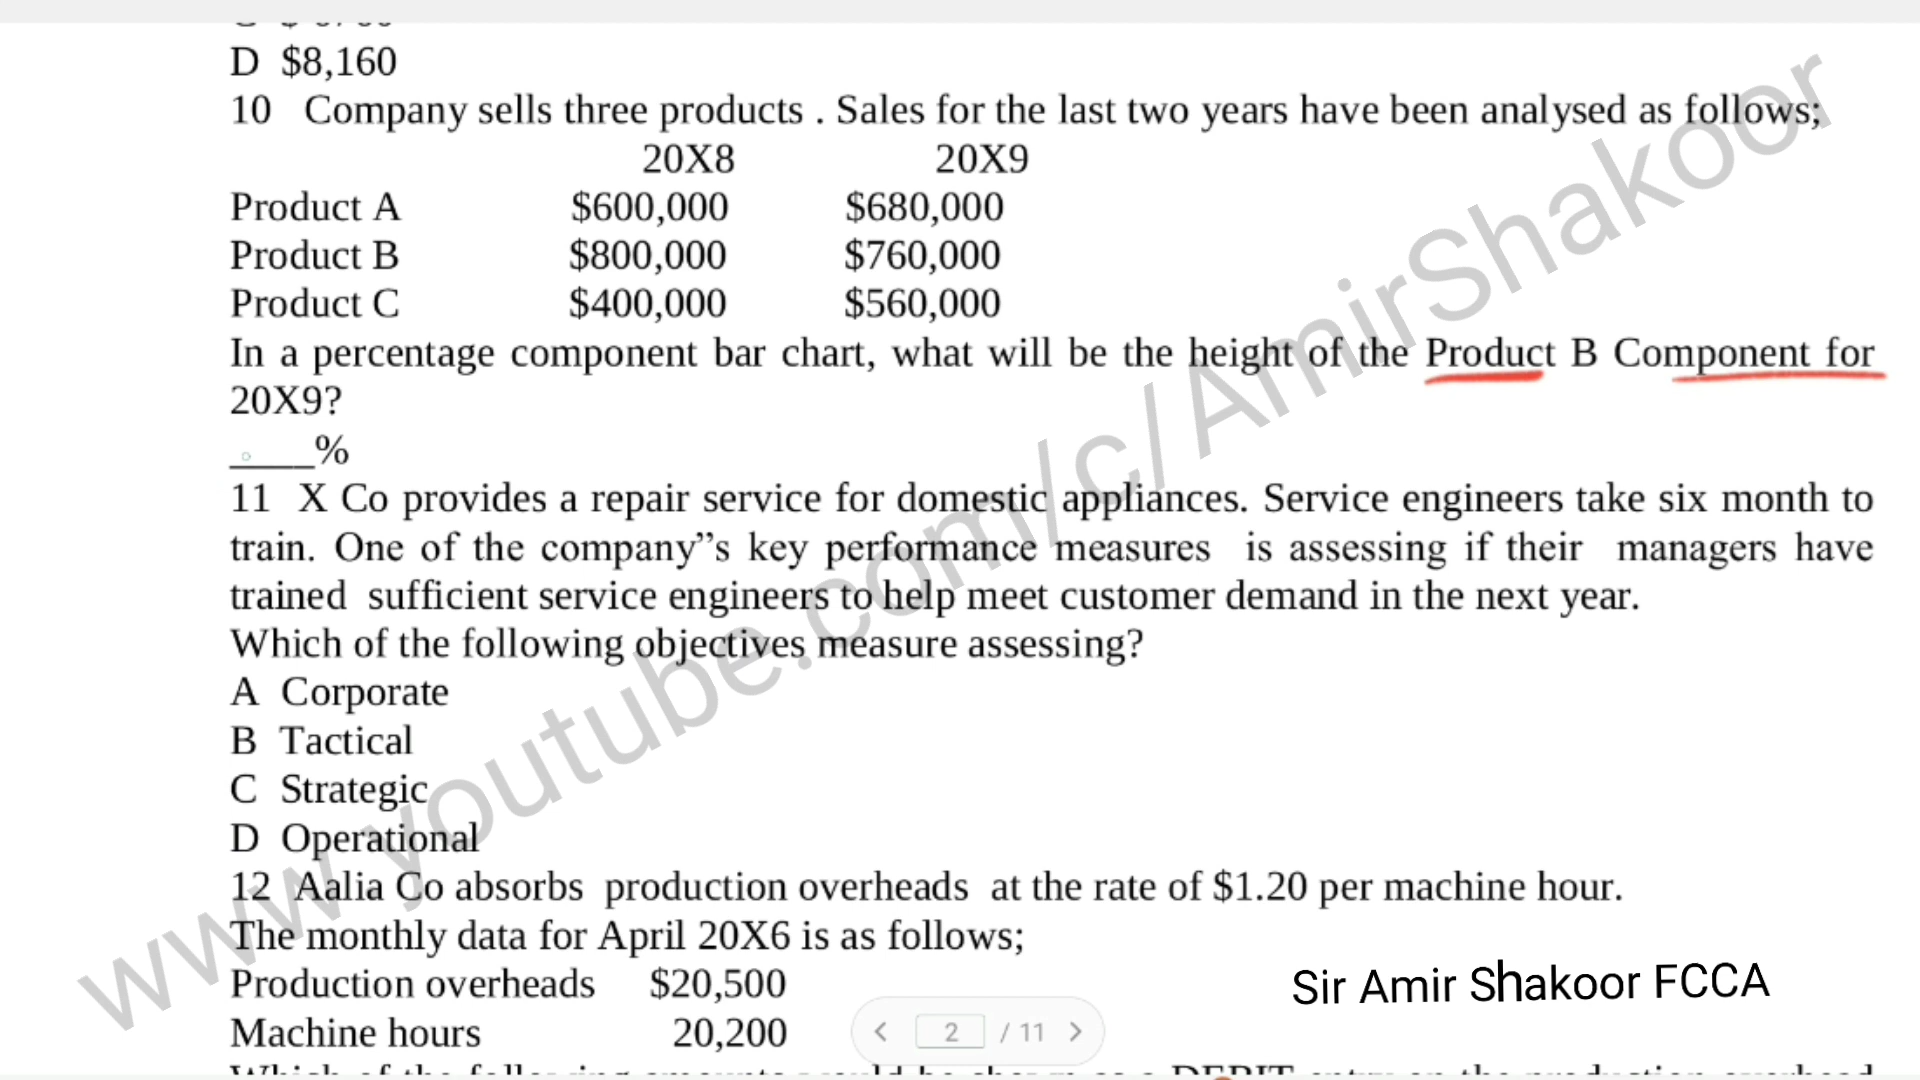 D $8,160
10 Company sells three products . Sales for the last two years have been analysed as follows;
20X8 20X9
Product A $600,000 $680,000
Product B $800,000 $760,000
Product C $400,000 $560,000
In a percentage component bar chart, what will be the height of the Product B Component for
20X9?
____%
11 X Co provides a repair service for domestic appliances. Service engineers take six month to
train. One of the company”s key performance measures is assessing if their managers have
trained sufficient service engineers to help meet customer demand in the next year.
Which of the following objectives measure assessing?
A Corporate
B Tactical
C Strategic
D Operational
12 Aalia Co absorbs production overheads at the rate of $1.20 per machine hour.
The monthly data for April 20X6 is as follows;
Production overheads $20,500
Machine hours 20,200
Sir Amir Shakoor FCCA
2 / 11
www.youtube.com/c/AmirShakoor